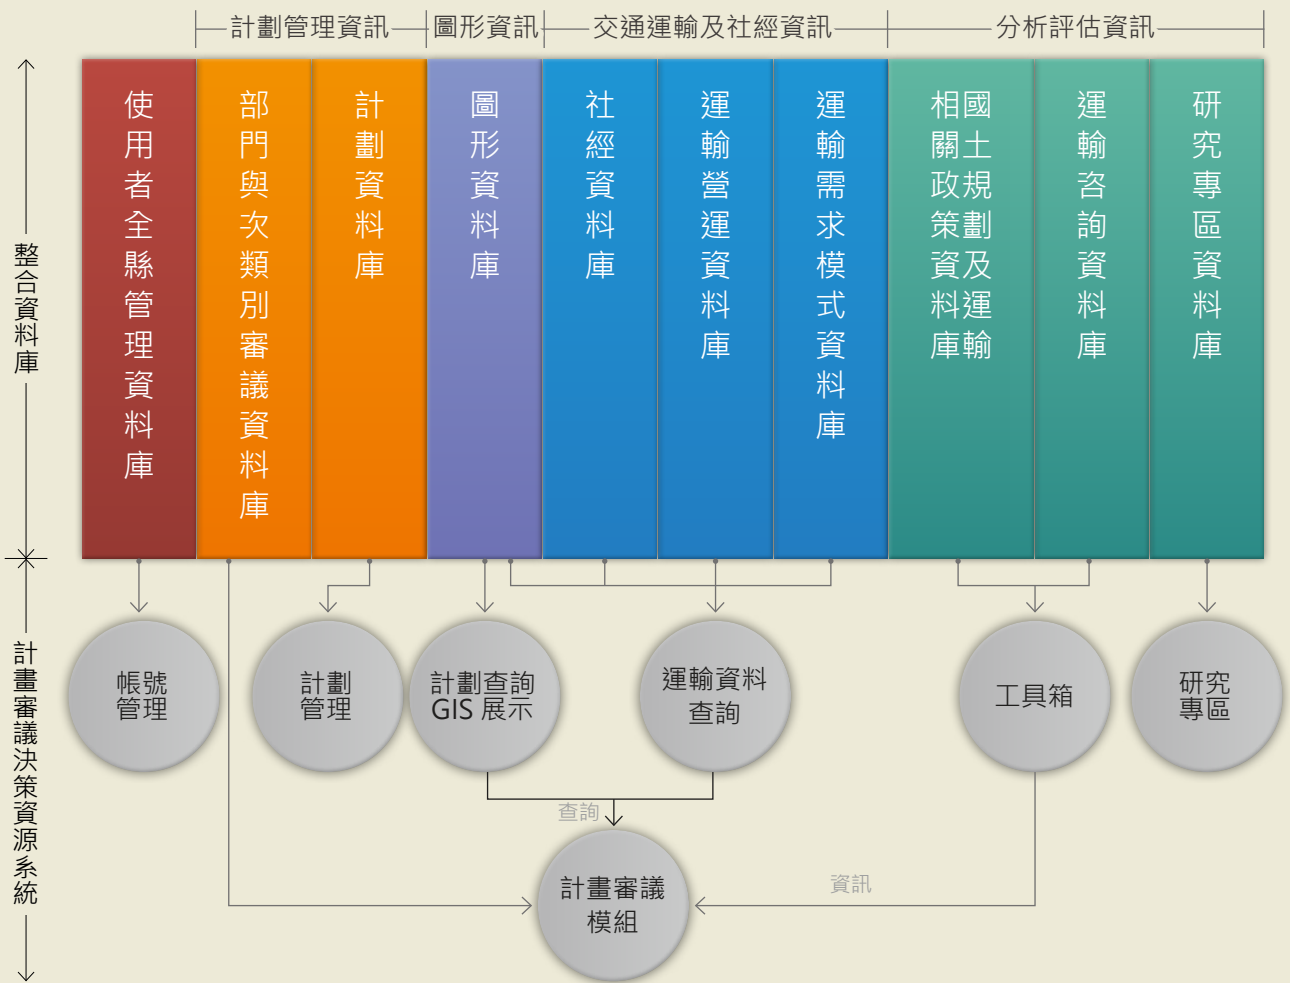 計劃管理資訊
圖形資訊
交通運輸及社經資訊
分析評估資訊
整合資料庫
使用者全縣管理資料庫
部門與次類別審議資料庫
計劃資料庫
圖形資料庫
社經資料庫
運輸營運資料庫
運輸需求模式資料庫
國土規劃及運輸
相關政策資料庫
運輸咨詢資料庫
研究專區資料庫
計畫審議決策資源系統
帳號
管理
計劃
管理
計劃查詢
GIS 展示
運輸資料
查詢
工具箱
研究
專區
查詢
計畫審議
模組
資訊